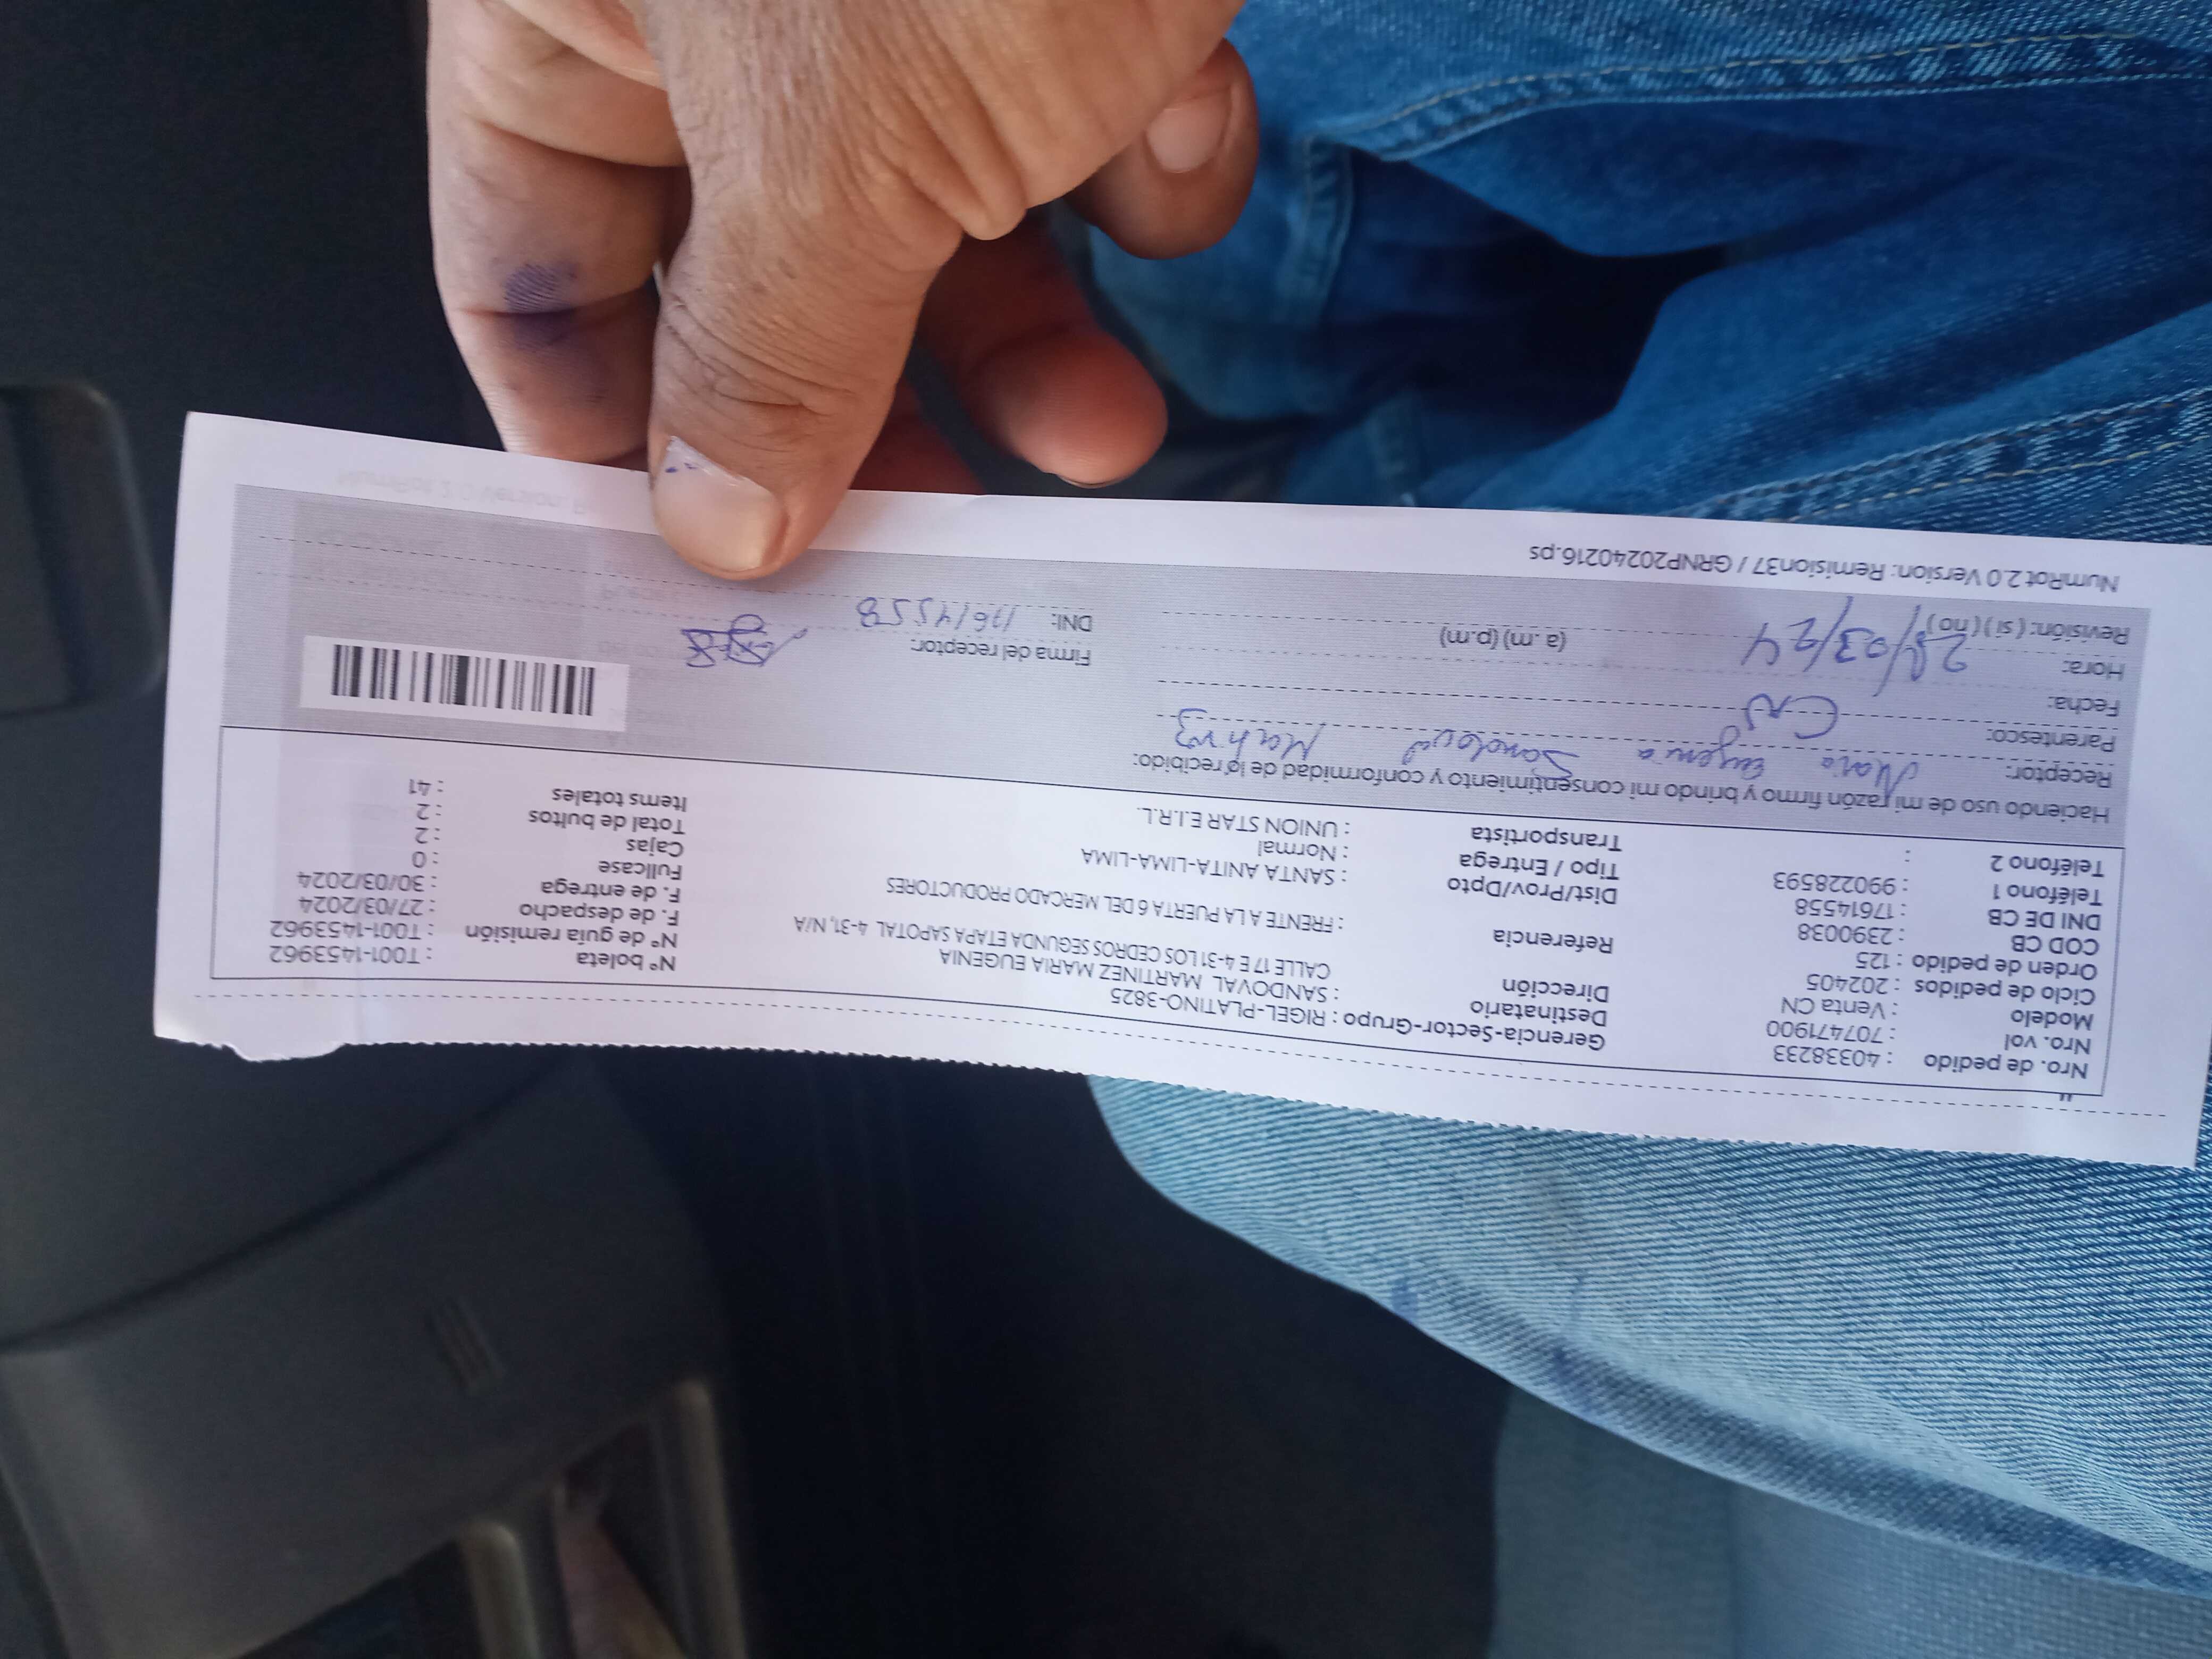 Nro. de pedido : 40338233
Nro. vol : 707471900
Modelo : Venta CN
Ciclo de pedidos : 202405
Orden de pedido : 125
COD CB : 2390038
DNI DE CB : 17614558
Teléfono 1 : 990228593
Teléfono 2 :
Gerencia-Sector-Grupo : RIGEL-PLATINO-3825
Destinatario : SANDOVAL MARTINEZ MARIA EUGENIA
Dirección : CALLE 17 E 4-31 LOS CEDROS SEGUNDA ETAPA SAPOTAL 4-31, N/A
Referencia : FRENTE A LA PUERTA 6 DEL MERCADO PRODUCTORES
Dist/Prov/Dpto : SANTA ANITA-LIMA-LIMA
Tipo / Entrega : Normal
Transportista : UNION STAR E.I.R.L.
N° boleta : T001-1453962
N° de guía remisión : T001-1453962
F. de despacho : 27/03/2024
F. de entrega : 30/03/2024
Fullcase : 0
Cajas : 2
Total de bultos : 2
Items totales : 41
Haciendo uso de mi razón firmo y brindo mi consentimiento y conformidad de lo recibido:
Receptor: Maria Eugenia Sandoval
Parentesco: CN
Fecha:
Hora: 28/03/24 (a. m) (p.m)
Revisión: ( si ) ( no )
Firma del receptor:
DNI: 17614558
NumRot 2.0 Version: Remision37 / GRNP20240216.ps